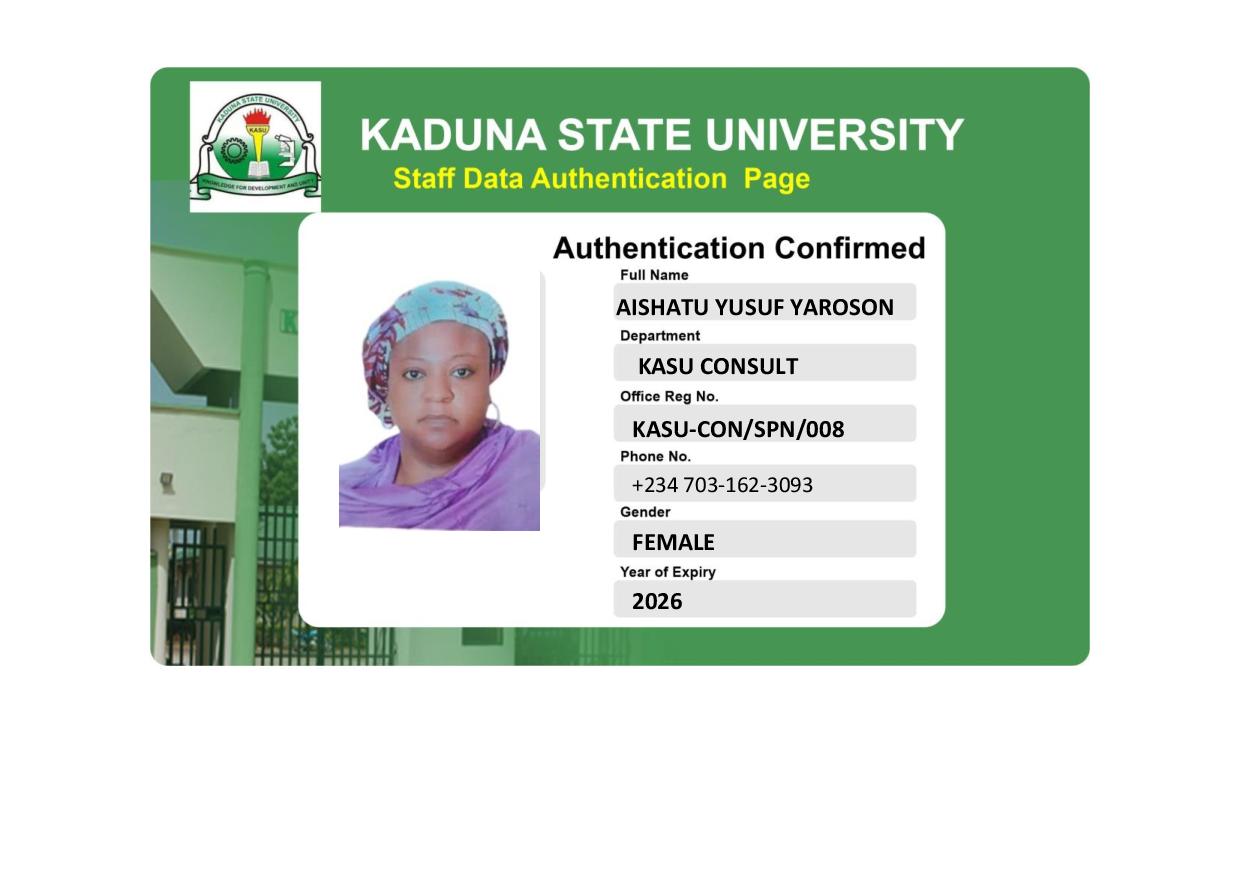 KADUNA STATE UNIVERSITY
KASU
KNOWLEDGE FOR DEVELOPMENT AND UNITY
KADUNA STATE UNIVERSITY
Staff Data Authentication Page
Authentication Confirmed
Full Name
AISHATU YUSUF YAROSON
Department
KASU CONSULT
Office Reg No.
KASU-CON/SPN/008
Phone No.
+234 703-162-3093
Gender
FEMALE
Year of Expiry
2026